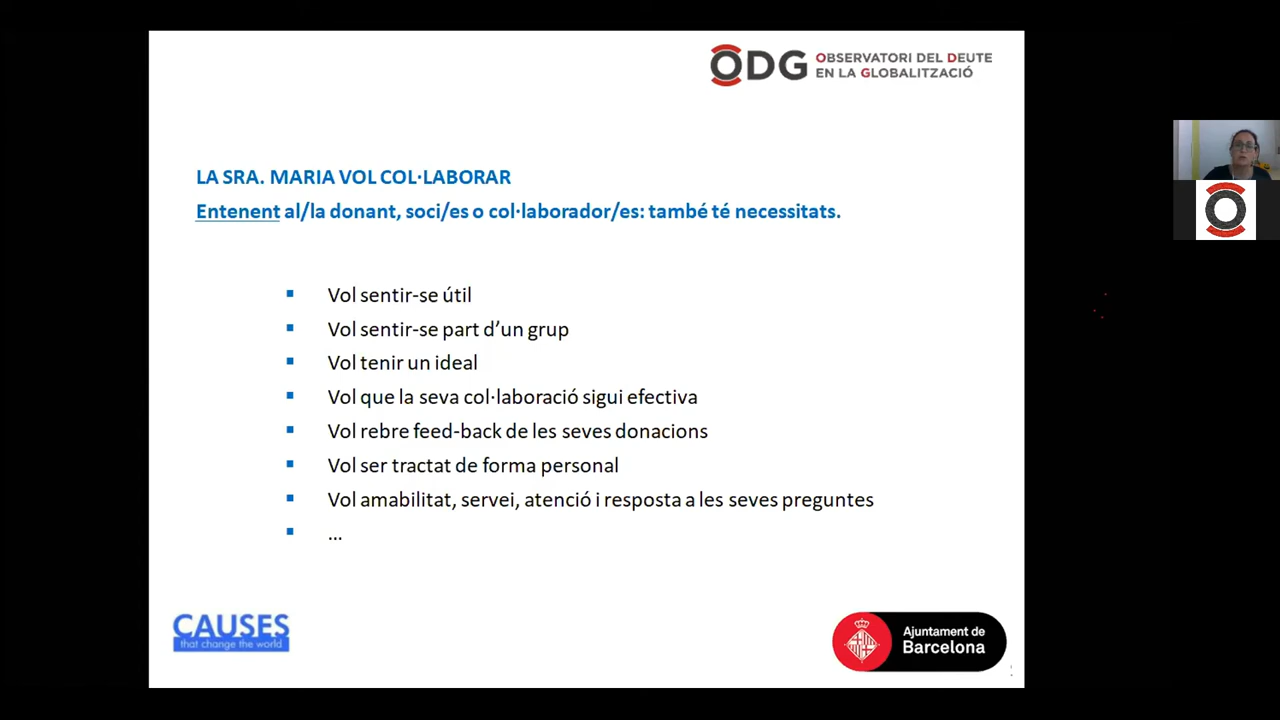 ODG OBSERVATORI DEL DEUTE
EN LA GLOBALITZACIÓ
LA SRA. MARIA VOL COL·LABORAR
Entenent al/la donant, soci/es o col·laborador/es: també té necessitats.
▪ Vol sentir-se útil
▪ Vol sentir-se part d’un grup
▪ Vol tenir un ideal
▪ Vol que la seva col·laboració sigui efectiva
▪ Vol rebre feed-back de les seves donacions
▪ Vol ser tractat de forma personal
▪ Vol amabilitat, servei, atenció i resposta a les seves preguntes
▪ ...
CAUSES
that change the world
Ajuntament de
Barcelona